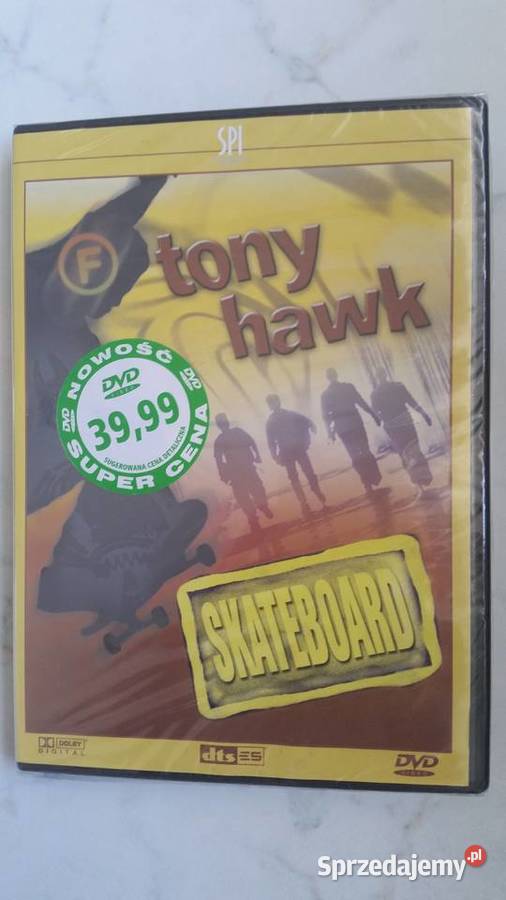 SPI
F
tony
hawk
NOWOŚĆ
DVD
DVD
VIDEO
DVD
39,99
SUGEROWANA CENA DETALICZNA
SUPER CENA
SKATEBOARD
DOLBY
DIGITAL
dts ES
DVD
VIDEO
Sprzedajemy.pl